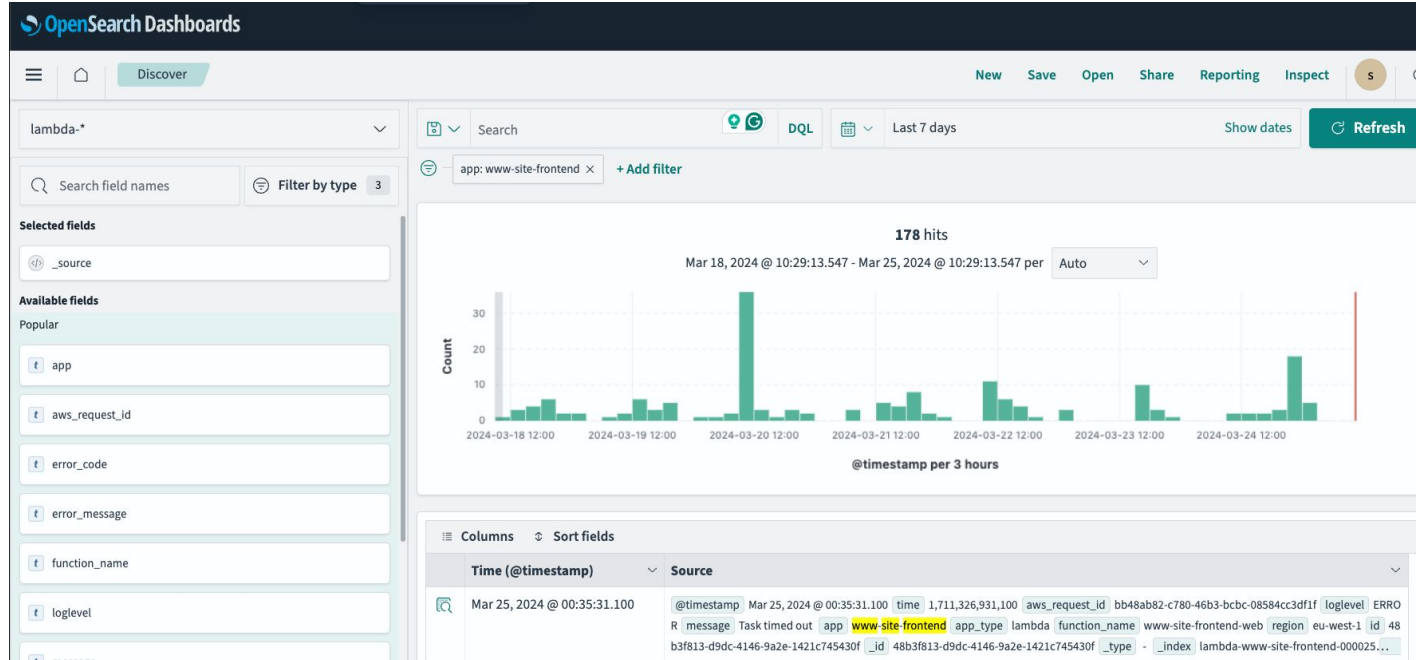 OpenSearch Dashboards
Discover
New Save Open Share Reporting Inspect s
lambda-*
Search
DQL
Last 7 days
Show dates
Refresh
app: www-site-frontend ×
+ Add filter
Search field names
Filter by type 3
Selected fields
_source
Available fields
Popular
t app
t aws_request_id
t error_code
t error_message
t function_name
t loglevel
178 hits
Mar 18, 2024 @ 10:29:13.547 - Mar 25, 2024 @ 10:29:13.547 per Auto
Count
30
20
10
0
2024-03-18 12:00 2024-03-19 12:00 2024-03-20 12:00 2024-03-21 12:00 2024-03-22 12:00 2024-03-23 12:00 2024-03-24 12:00
@timestamp per 3 hours
Columns Sort fields
Time (@timestamp) Source
Mar 25, 2024 @ 00:35:31.100
@timestamp Mar 25, 2024 @ 00:35:31.100 time 1,711,326,931,100 aws_request_id bb48ab82-c780-46b3-bcbc-08584cc3df1f loglevel ERRO
R message Task timed out app www-site-frontend app_type lambda function_name www-site-frontend-web region eu-west-1 id 48
b3f813-d9dc-4146-9a2e-1421c745430f _id 48b3f813-d9dc-4146-9a2e-1421c745430f _type - _index lambda-www-site-frontend-000025...